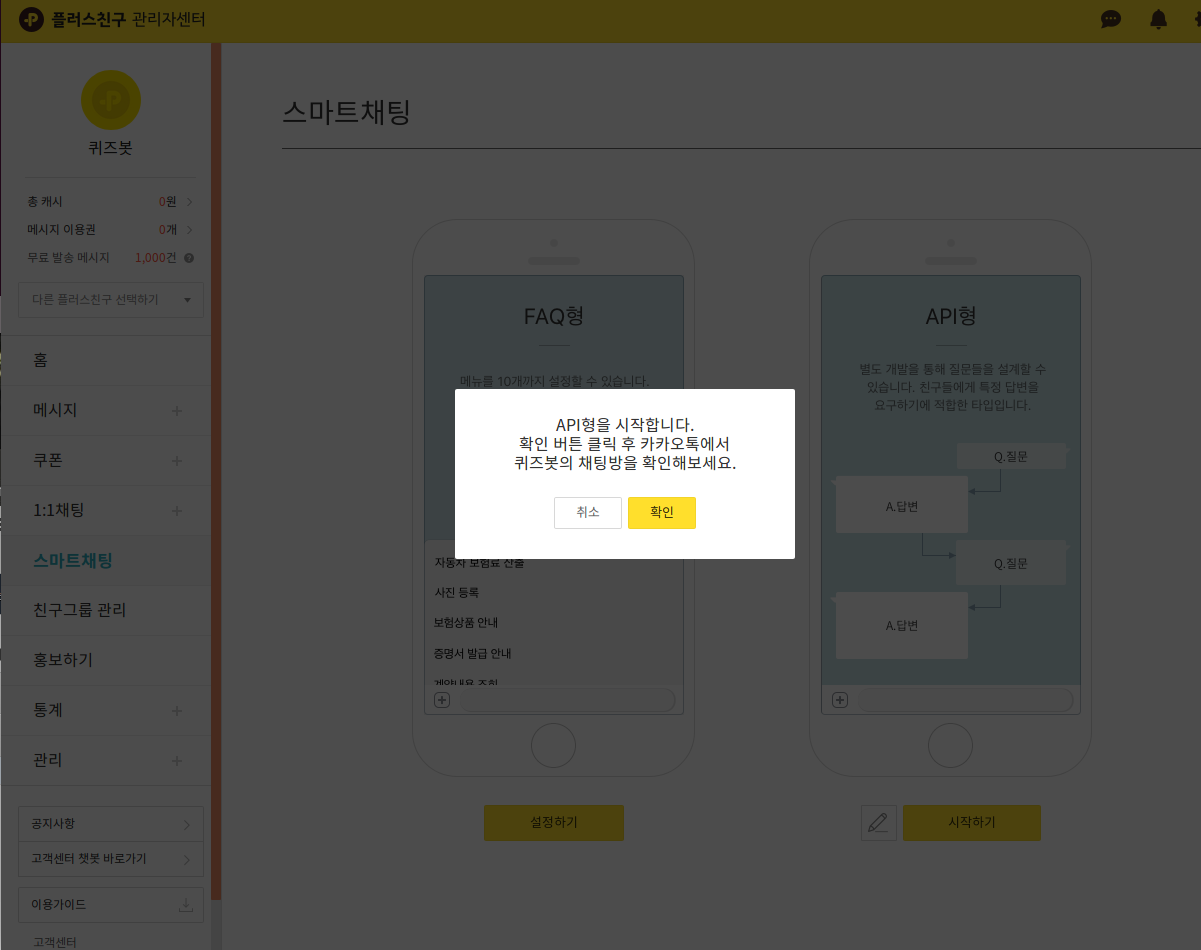 플러스친구 관리자센터
퀴즈봇
총 캐시 0원
메시지 이용권 0개
무료 발송 메시지 1,000건
다른 플러스친구 선택하기
홈
메시지
쿠폰
1:1채팅
스마트채팅
친구그룹 관리
홍보하기
통계
관리
공지사항
고객센터 챗봇 바로가기
이용가이드
고객센터
스마트채팅
FAQ형
메뉴를 10개까지 설정할 수 있습니다.
자동차 보험료 산출
사진 등록
보험상품 안내
증명서 발급 안내
계약내용 조회
설정하기
API형
별도 개발을 통해 질문들을 설계할 수
있습니다. 친구들에게 특정 답변을
요구하기에 적합한 타입입니다.
Q.질문
A.답변
Q.질문
A.답변
시작하기
API형을 시작합니다.
확인 버튼 클릭 후 카카오톡에서
퀴즈봇의 채팅방을 확인해보세요.
취소
확인